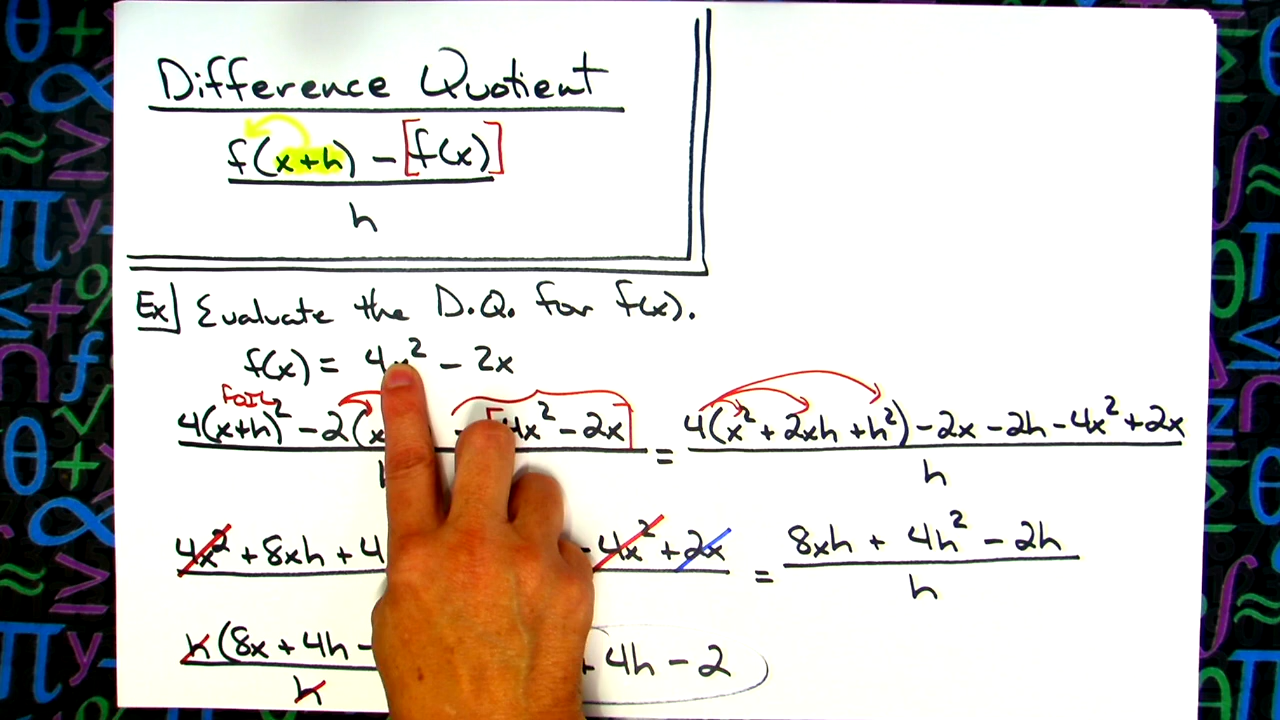 Difference Quotient
f(x+h) - [f(x)]
h
Ex] Evaluate the D.Q. for f(x).
f(x) = 4x² - 2x
FOIL
4(x+h)² - 2(x - [4x² - 2x] = 4(x² + 2xh + h²) - 2x - 2h - 4x² + 2x
h
4x² + 8xh + 4 - 4x² + 2x = 8xh + 4h² - 2h
h
h(8x + 4h - + 4h - 2
h